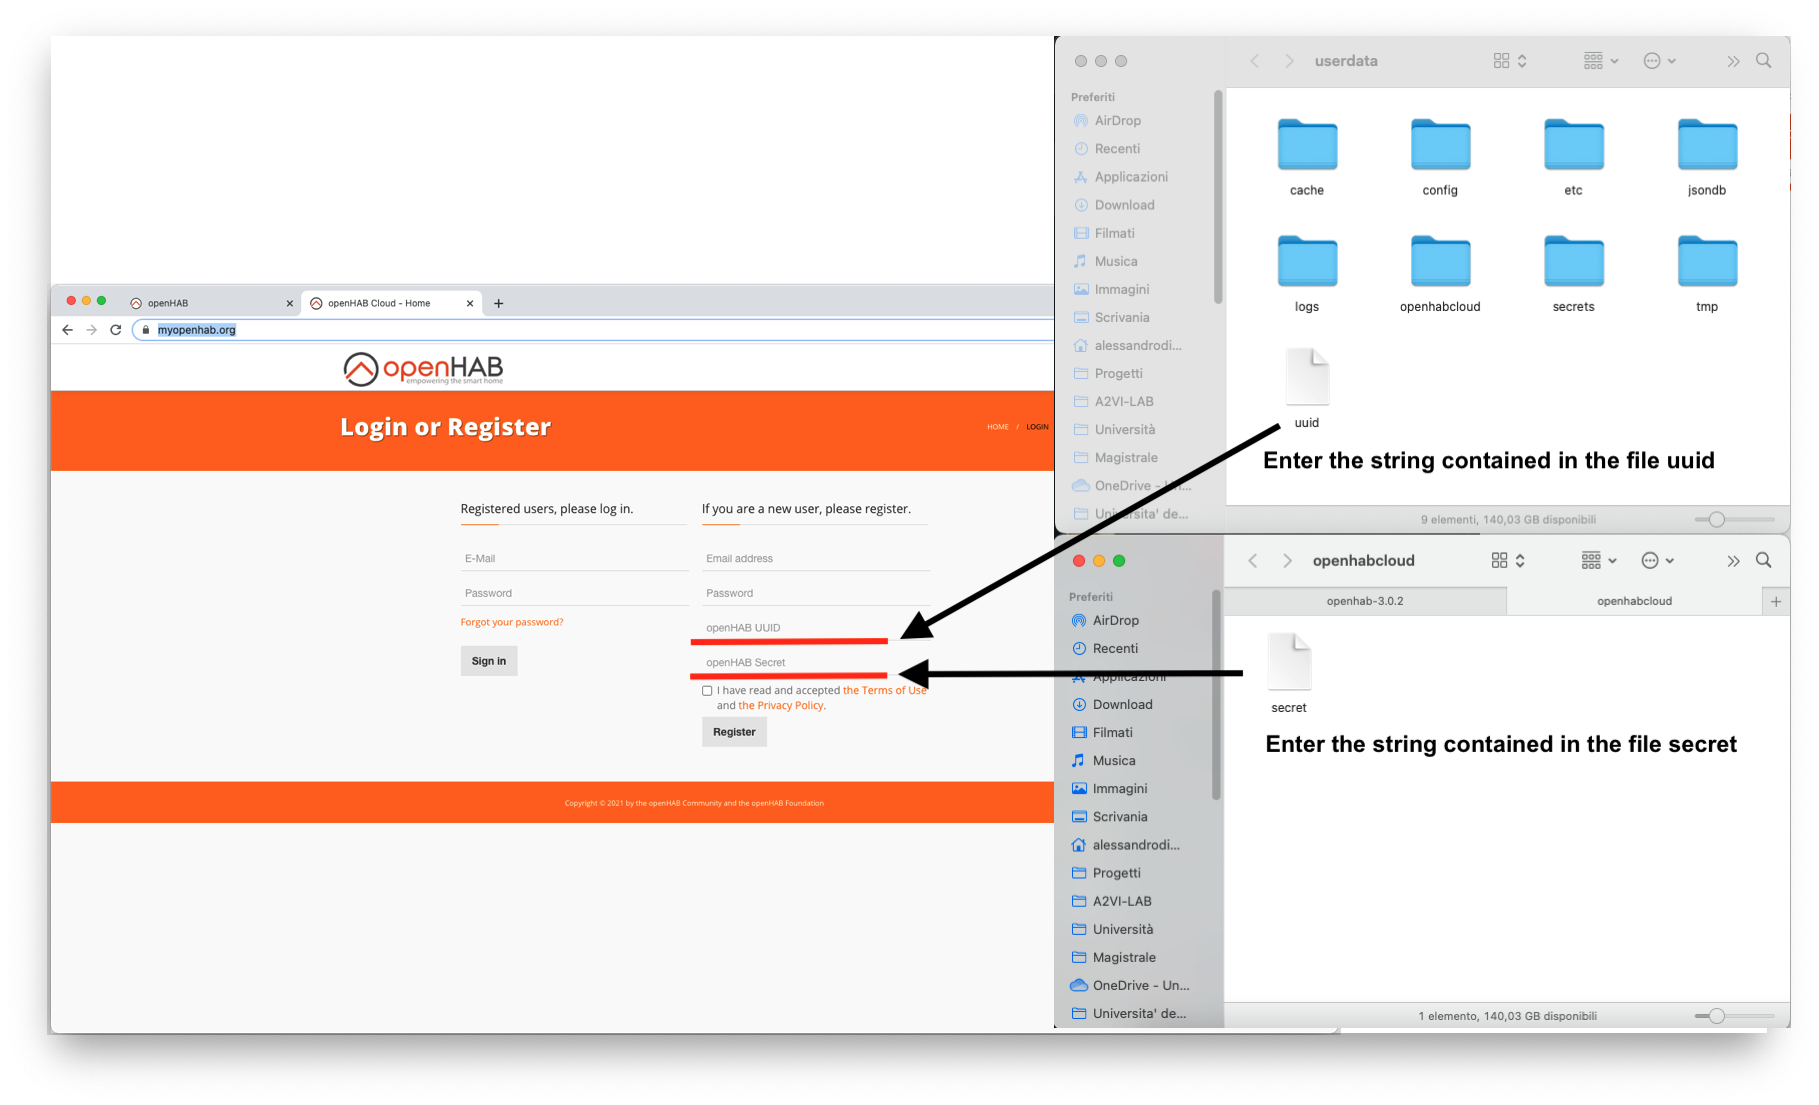 openHAB
openHAB Cloud - Home
myopenhab.org
openHAB
empowering the smart home
Login or Register
HOME / LOGIN
Registered users, please log in.
E-Mail
Password
Forgot your password?
Sign in
If you are a new user, please register.
Email address
Password
openHAB UUID
openHAB Secret
I have read and accepted the Terms of Use
and the Privacy Policy.
Register
Copyright © 2021 by the openHAB Community and the openHAB Foundation
userdata
Preferiti
AirDrop
Recenti
Applicazioni
Download
Filmati
Musica
Immagini
Scrivania
alessandrodi...
Progetti
A2VI-LAB
Università
Magistrale
OneDrive - Un...
Universita' de...
cache
config
etc
jsondb
logs
openhabcloud
secrets
tmp
uuid
Enter the string contained in the file uuid
9 elementi, 140,03 GB disponibili
openhabcloud
openhab-3.0.2
openhabcloud
Preferiti
AirDrop
Recenti
Applicazioni
Download
Filmati
Musica
Immagini
Scrivania
alessandrodi...
Progetti
A2VI-LAB
Università
Magistrale
OneDrive - Un...
Universita' de...
secret
Enter the string contained in the file secret
1 elemento, 140,03 GB disponibili